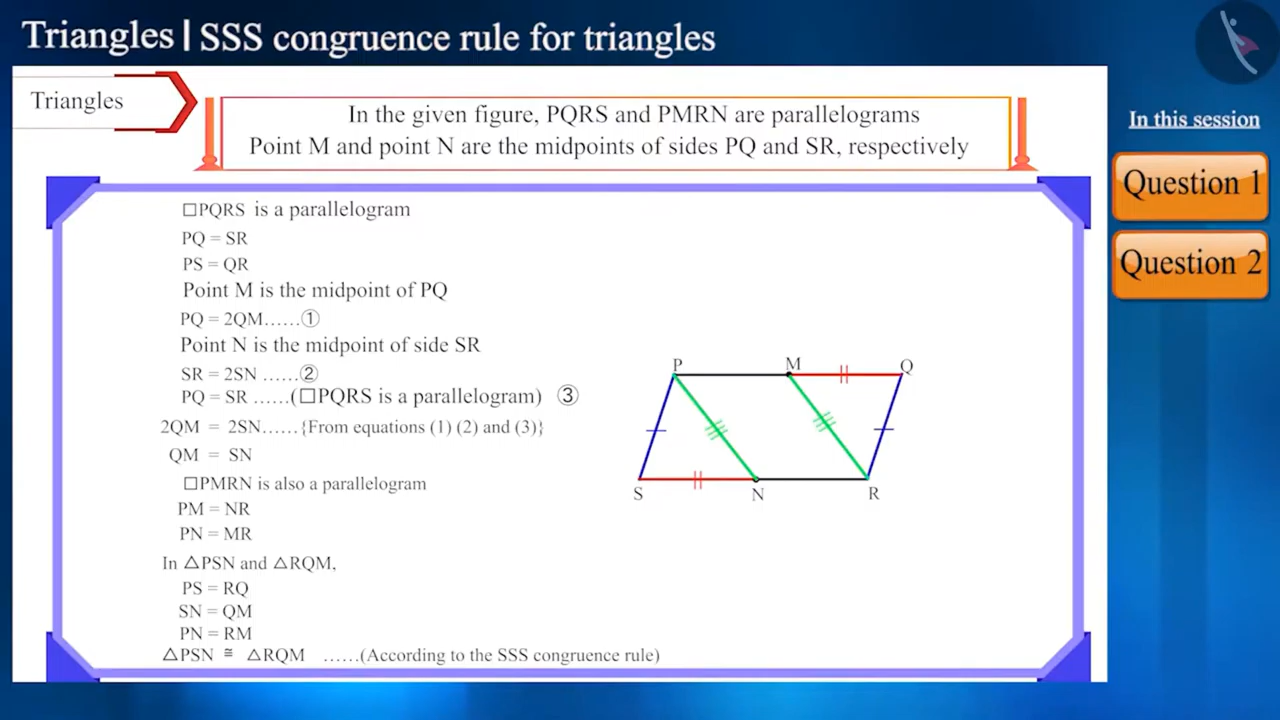 Triangles | SSS congruence rule for triangles
Triangles
In the given figure, PQRS and PMRN are parallelograms
Point M and point N are the midpoints of sides PQ and SR, respectively
In this session
Question 1
Question 2
□PQRS is a parallelogram
PQ = SR
PS = QR
Point M is the midpoint of PQ
PQ = 2QM......①
Point N is the midpoint of side SR
SR = 2SN ......②
PQ = SR ......(□PQRS is a parallelogram) ③
2QM = 2SN......{From equations (1) (2) and (3)}
QM = SN
□PMRN is also a parallelogram
PM = NR
PN = MR
In △PSN and △RQM,
PS = RQ
SN = QM
PN = RM
△PSN ≅ △RQM ......(According to the SSS congruence rule)
P M Q
S N R